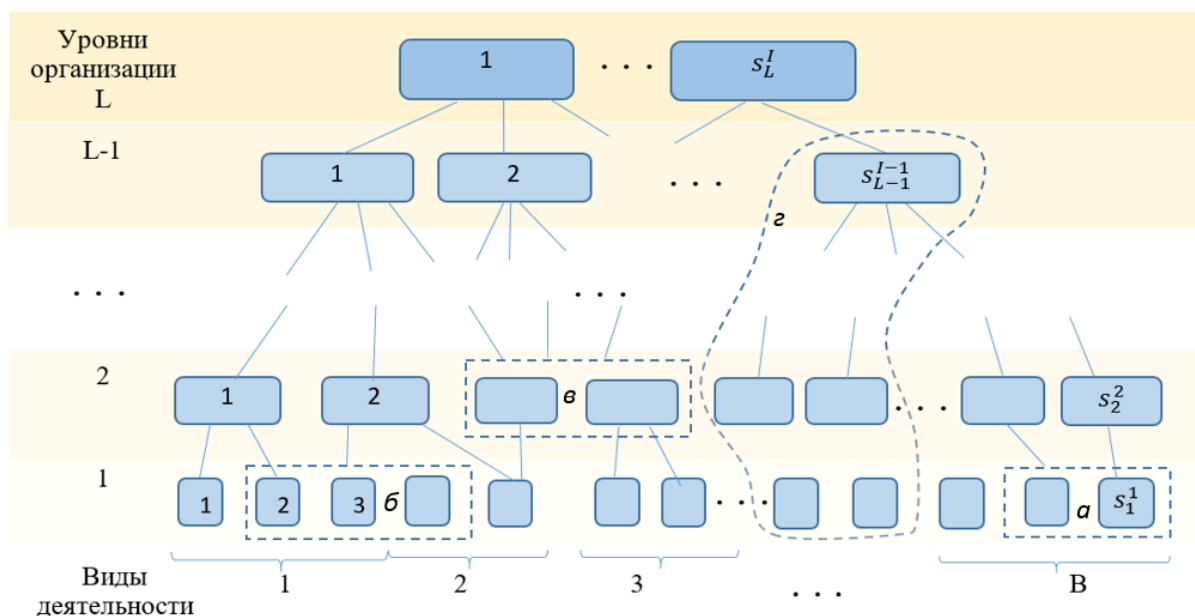 Уровни
организации
L
1 . . . s_L^I
L-1
1 2 . . . s_{L-1}^{I-1}
г
. . . . . .
2
1 2 в . . . s_2^2
1
1 2 3 б . . . а s_1^1
Виды
деятельности
1 2 3 . . . В